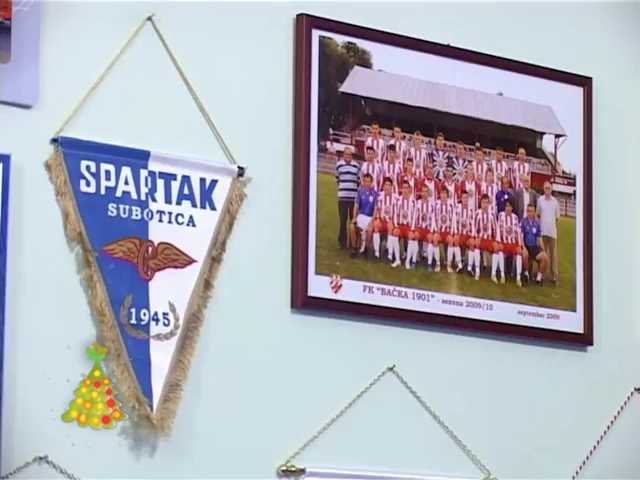 SPARTAK
SUBOTICA
1945
FK "BAČKA 1901" - sezona 2009/10
septembar 2009